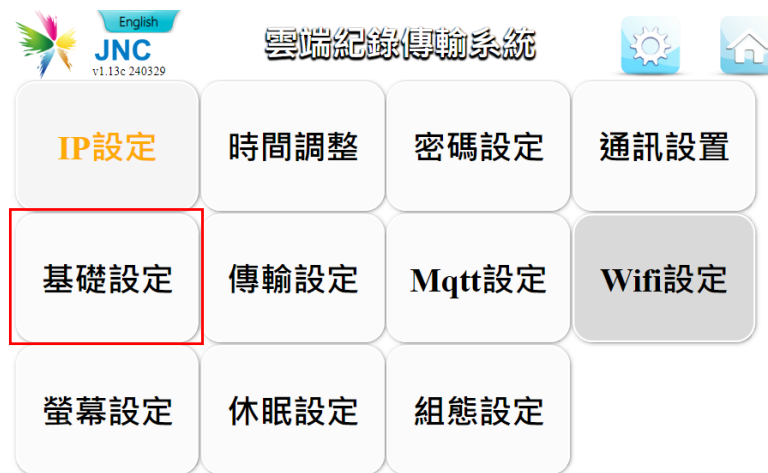 English
JNC
v1.13c 240329
雲端紀錄傳輸系統
IP設定
時間調整
密碼設定
通訊設置
基礎設定
傳輸設定
Mqtt設定
Wifi設定
螢幕設定
休眠設定
組態設定